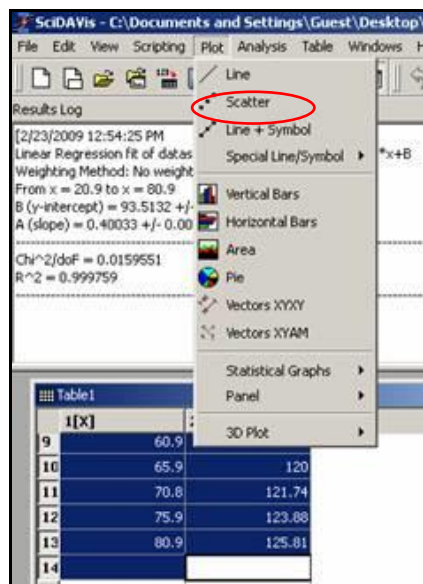 SciDAVis - C:\Documents and Settings\Guest\Desktop\
File Edit View Scripting Plot Analysis Table Windows H
Results Log
[2/23/2009 12:54:25 PM
Linear Regression fit of datas
*x+B
Weighting Method: No weight
From x = 20.9 to x = 80.9
B (y-intercept) = 93.5132 +/-
A (slope) = 0.40033 +/- 0.00
Chi^2/doF = 0.0159551
R^2 = 0.999759
Line
Scatter
Line + Symbol
Special Line/Symbol
Vertical Bars
Horizontal Bars
Area
Pie
Vectors XYXY
Vectors XYAM
Statistical Graphs
Panel
3D Plot
Table1
1[X] 2
9 60.9
10 65.9 120
11 70.8 121.74
12 75.9 123.88
13 80.9 125.81
14